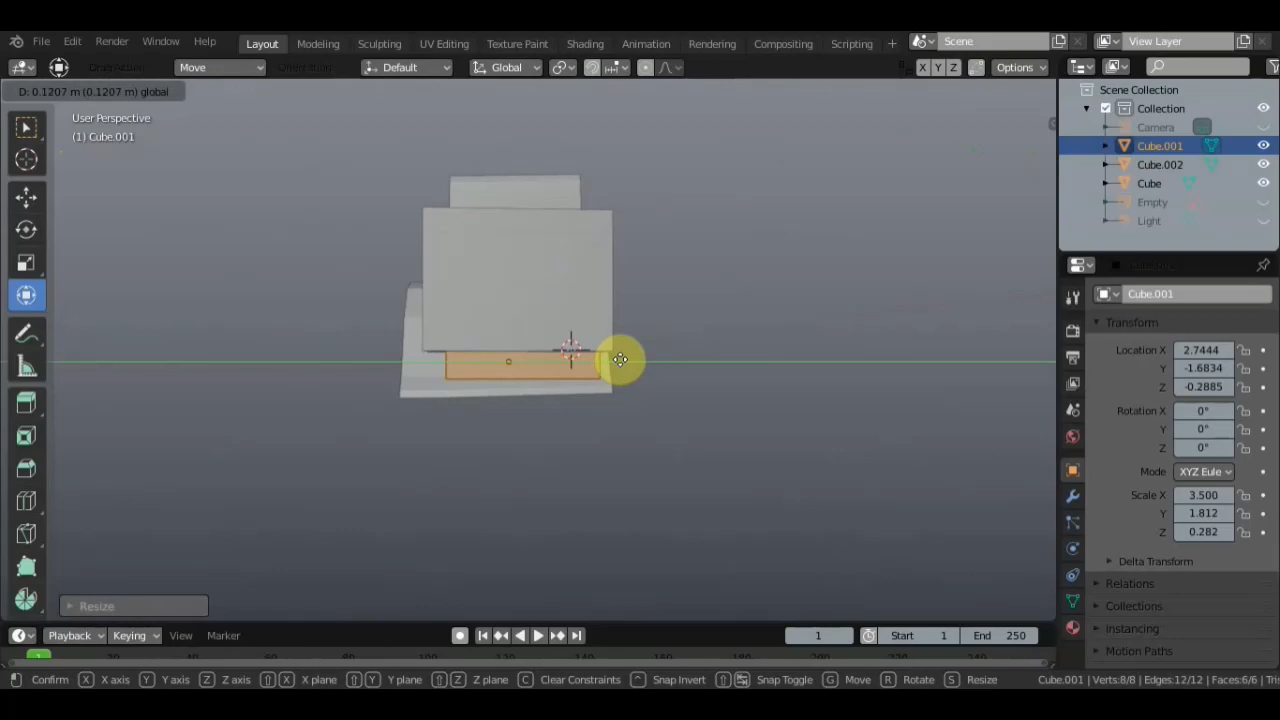 File Edit Render Window Help Layout Modeling Sculpting UV Editing Texture Paint Shading Animation Rendering Compositing Scripting + Scene View Layer
Move Default Global X Y Z Options
D: 0.1207 m (0.1207 m) global
User Perspective
(1) Cube.001
Scene Collection
Collection
Camera
Cube.001
Cube.002
Cube
Empty
Light
Cube.001
Transform
Location X 2.7444
Y -1.6834
Z -0.2885
Rotation X 0°
Y 0°
Z 0°
Mode XYZ Eule
Scale X 3.500
Y 1.812
Z 0.282
Delta Transform
Relations
Collections
Instancing
Motion Paths
Resize
Playback Keying View Marker 1 Start 1 End 250
Confirm X X axis Y Y axis Z Z axis X X plane Y Y plane Z Z plane C Clear Constraints Snap Invert Snap Toggle G Move R Rotate S Resize Cube.001 | Verts:8/8 | Edges:12/12 | Faces:6/6 | Tris